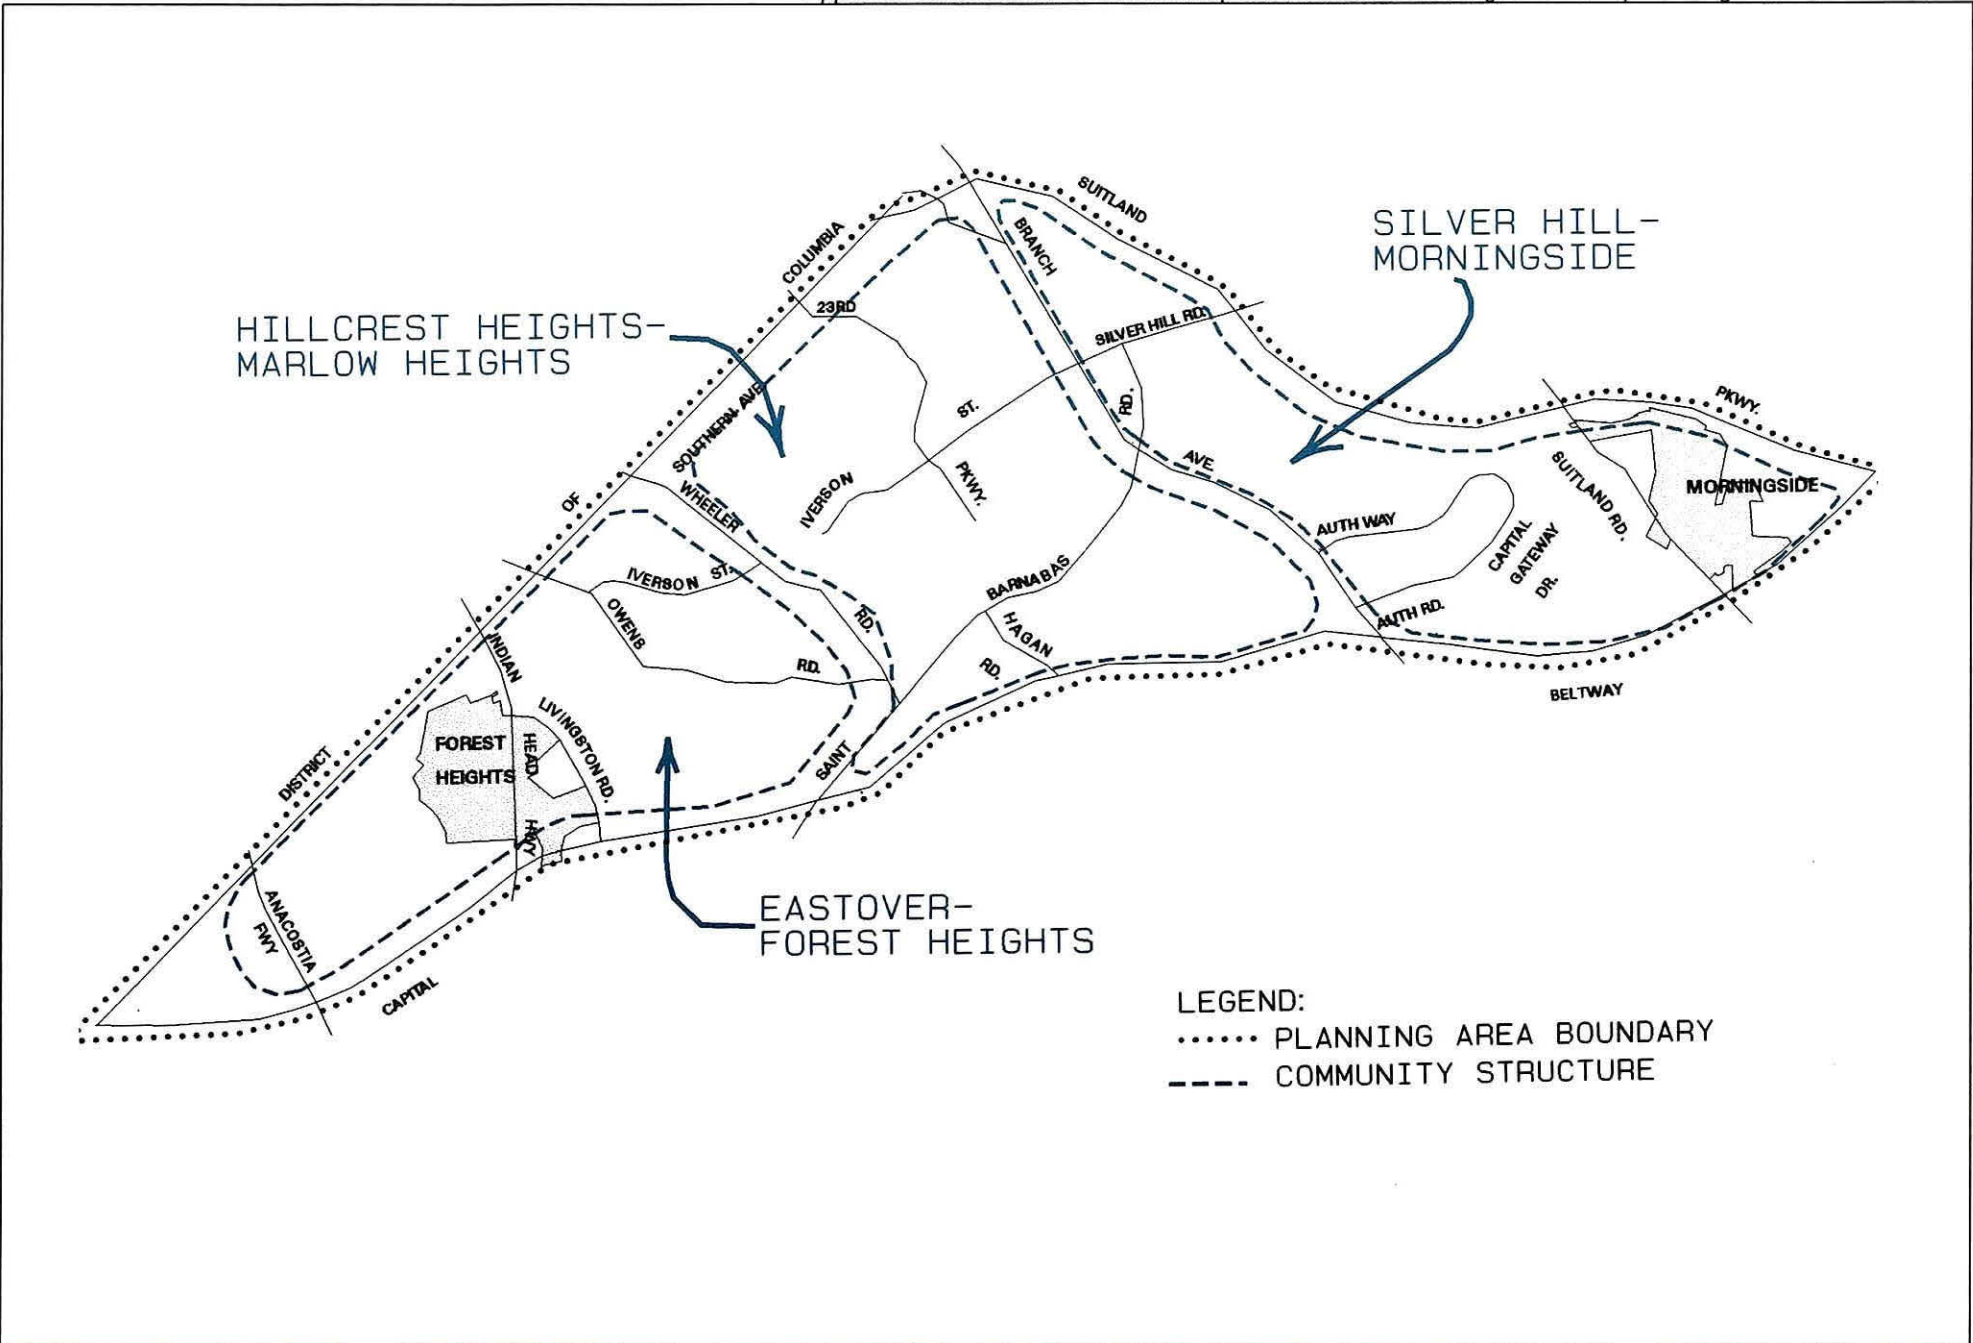 SUITLAND
COLUMBIA
BRANCH
SILVER HILL-
MORNINGSIDE
23RD
HILLCREST HEIGHTS-
MARLOW HEIGHTS
SILVER HILL RD.
SOUTHERN AVE
ST.
RD.
PKWY.
AVE.
WHEELER
IVERSON
PKWY.
SUITLAND RD.
MORNINGSIDE
OF
AUTH WAY
CAPITAL
GATEWAY
DR.
IVERSON ST.
OWENS
RD.
BARNABAS
HAGAN
RD.
AUTH RD.
INDIAN
RD.
BELTWAY
LIVINGSTON RD.
FOREST
HEIGHTS
HEAD
HWY
SAINT
DISTRICT
ANACOSTIA
FWY
CAPITAL
EASTOVER-
FOREST HEIGHTS
LEGEND:
PLANNING AREA BOUNDARY
COMMUNITY STRUCTURE